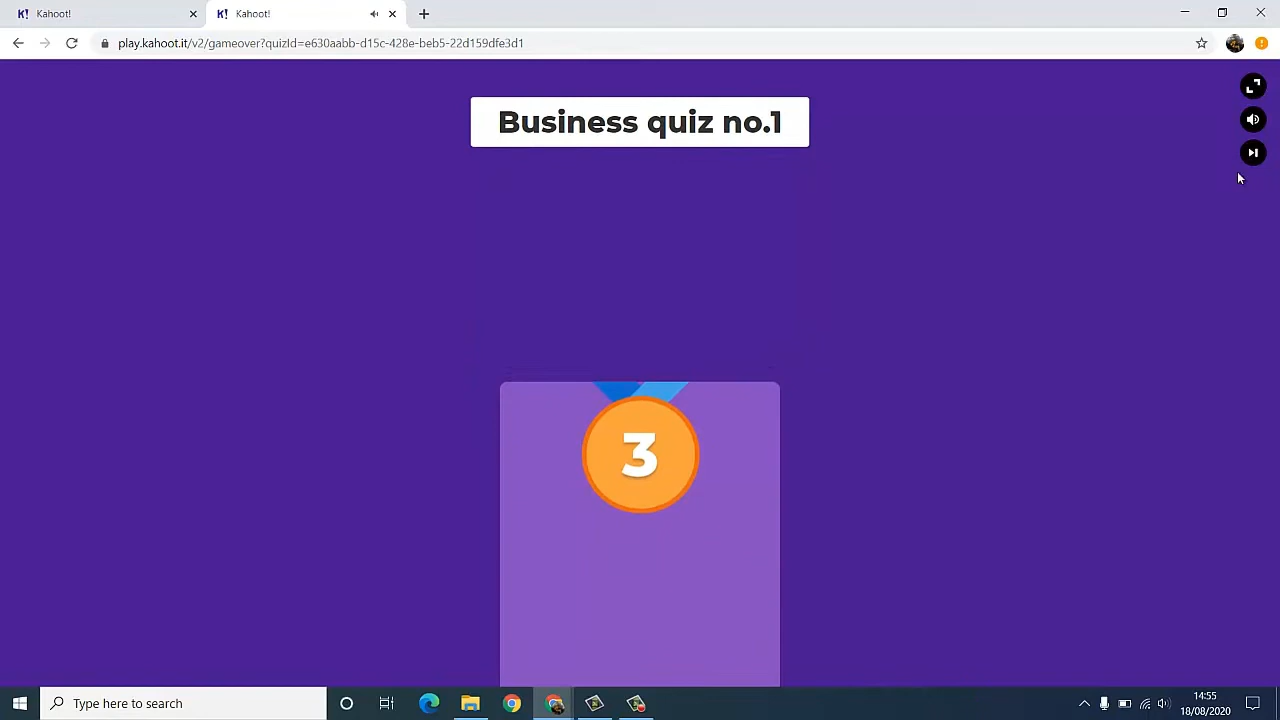 K! Kahoot!
K! Kahoot!
play.kahoot.it/v2/gameover?quizId=e630aabb-d15c-428e-beb5-22d159dfe3d1
Business quiz no.1
3
Type here to search
14:55
18/08/2020